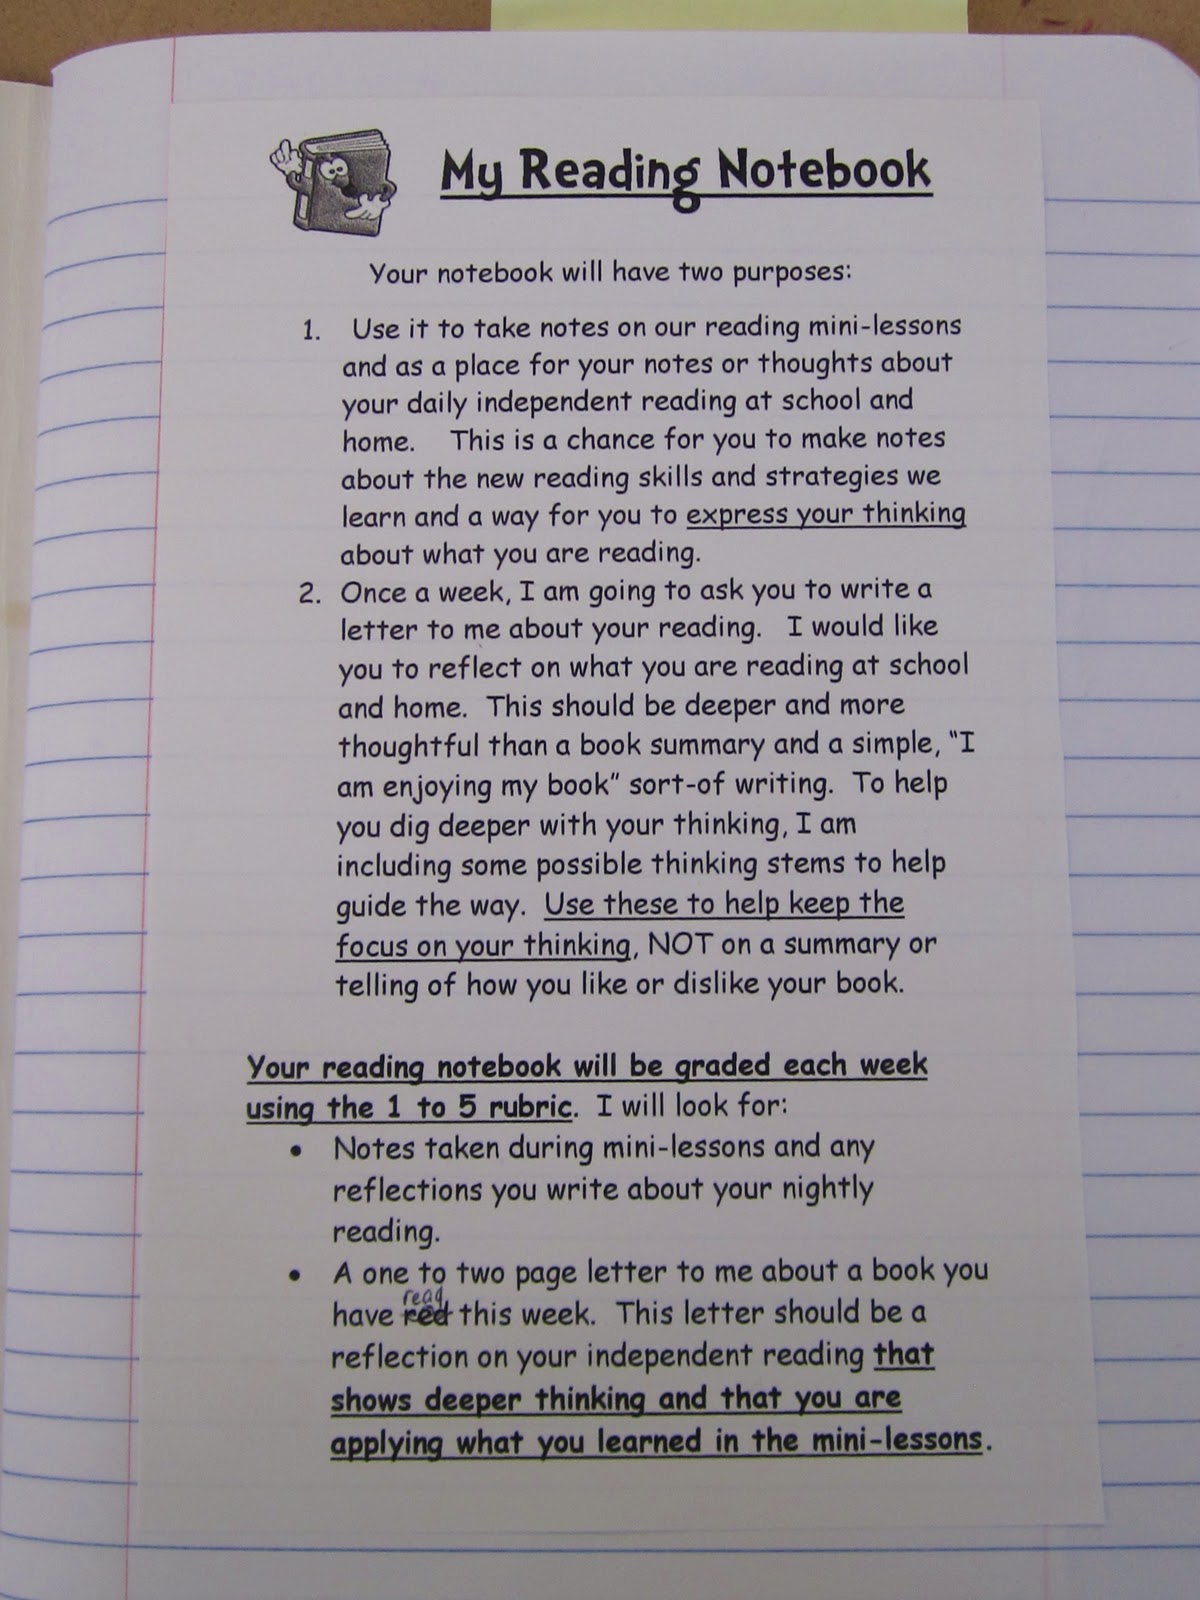 My Reading Notebook
Your notebook will have two purposes:
1. Use it to take notes on our reading mini-lessons
and as a place for your notes or thoughts about
your daily independent reading at school and
home. This is a chance for you to make notes
about the new reading skills and strategies we
learn and a way for you to express your thinking
about what you are reading.
2. Once a week, I am going to ask you to write a
letter to me about your reading. I would like
you to reflect on what you are reading at school
and home. This should be deeper and more
thoughtful than a book summary and a simple, "I
am enjoying my book" sort-of writing. To help
you dig deeper with your thinking, I am
including some possible thinking stems to help
guide the way. Use these to help keep the
focus on your thinking, NOT on a summary or
telling of how you like or dislike your book.
Your reading notebook will be graded each week
using the 1 to 5 rubric. I will look for:
• Notes taken during mini-lessons and any
reflections you write about your nightly
reading.
• A one to two page letter to me about a book you
read
have red this week. This letter should be a
reflection on your independent reading that
shows deeper thinking and that you are
applying what you learned in the mini-lessons.